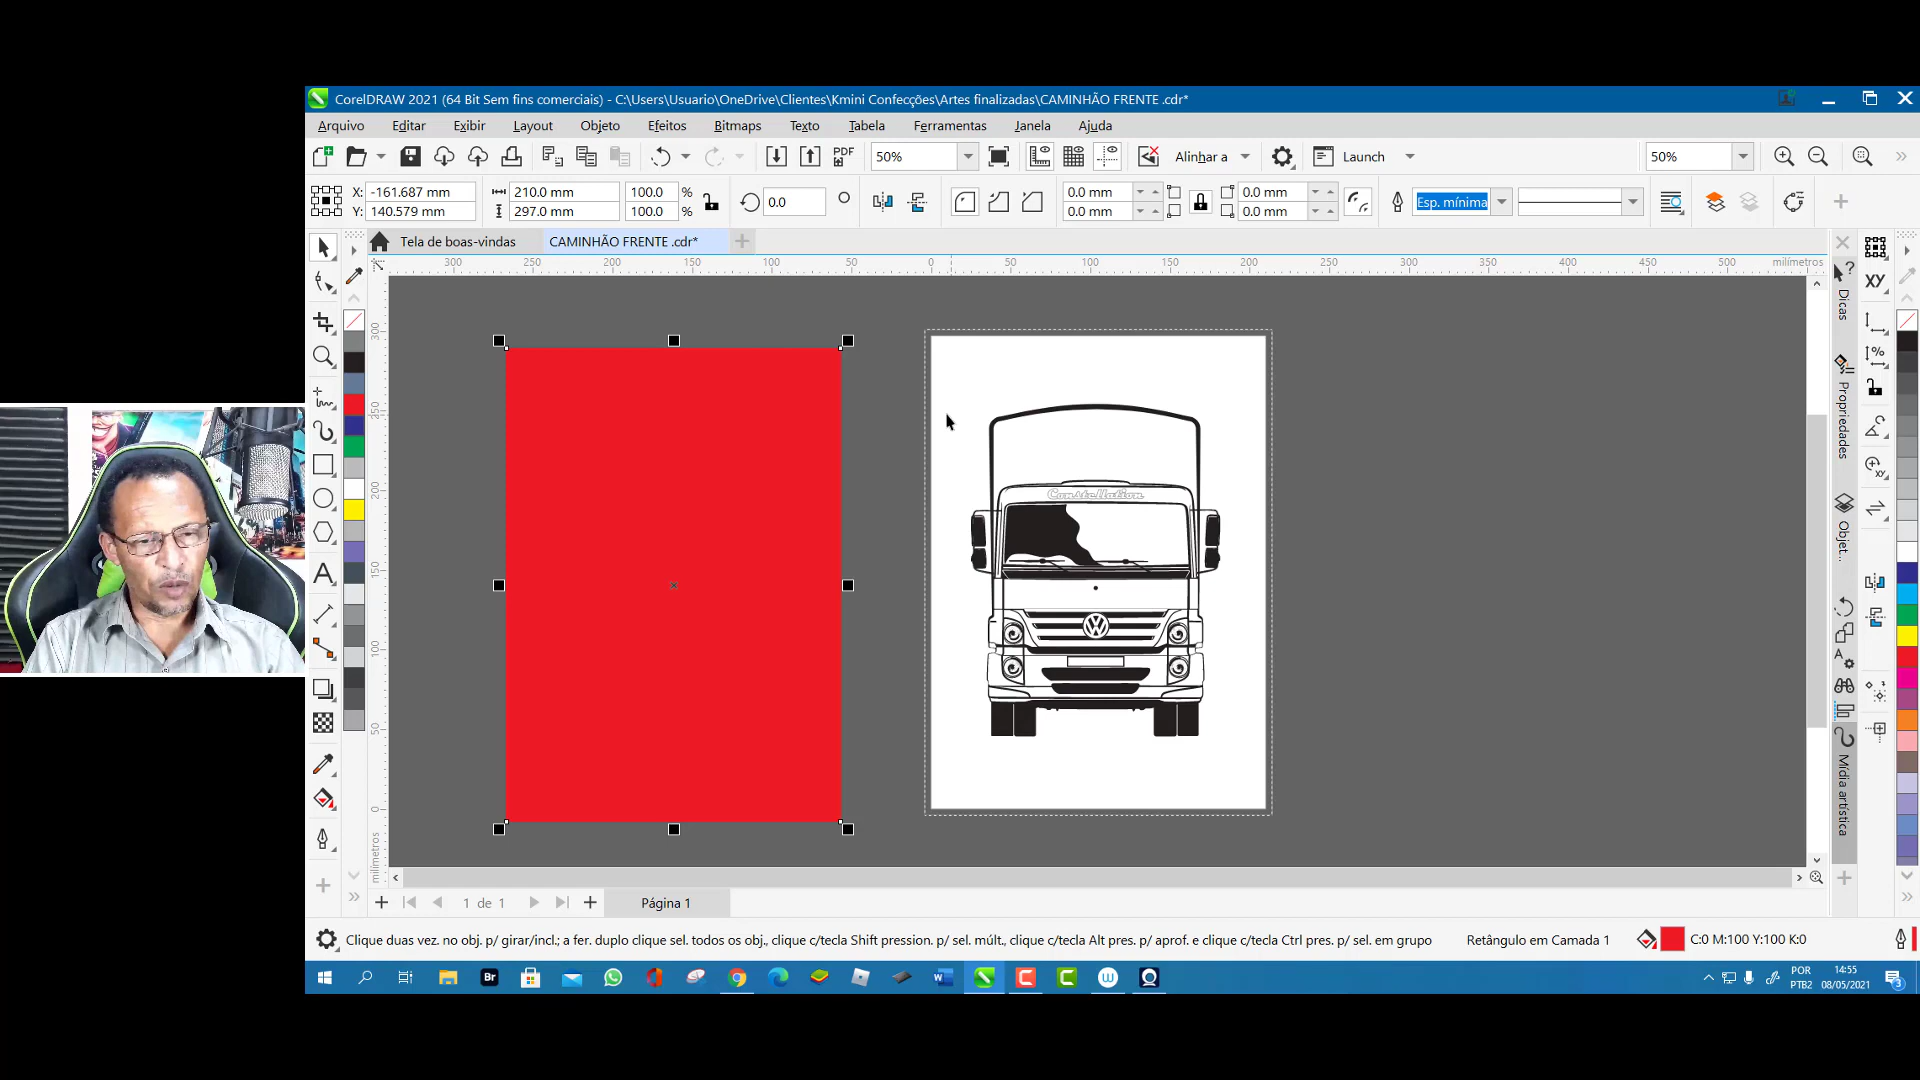 CorelDRAW 2021 (64 Bit Sem fins comerciais) - C:\Users\Usuario\OneDrive\Clientes\Kmini Confecções\Artes finalizadas\CAMINHÃO FRENTE .cdr*
Arquivo Editar Exibir Layout Objeto Efeitos Bitmaps Texto Tabela Ferramentas Janela Ajuda
PDF 50% Alinhar a Launch 50%
X: -161.687 mm 210.0 mm 100.0 % 0.0 0.0 mm 0.0 mm Esp. mínima
Y: 140.579 mm 297.0 mm 100.0 % 0.0 mm 0.0 mm
Tela de boas-vindas CAMINHÃO FRENTE .cdr*
300 250 200 150 100 50 0 50 100 150 200 250 300 350 400 450 500 milímetros
300
250
200
150
100
50
0
milímetros
Constellation
Dicas
Propriedades
Objet...
Mídia artística
XY
1 de 1 Página 1
Clique duas vez. no obj. p/ girar/incl.; a fer. duplo clique sel. todos os obj., clique c/tecla Shift pression. p/ sel. múlt., clique c/tecla Alt pres. p/ aprof. e clique c/tecla Ctrl pres. p/ sel. em grupo Retângulo em Camada 1 C:0 M:100 Y:100 K:0
Br POR 14:55
PTB2 08/05/2021 3